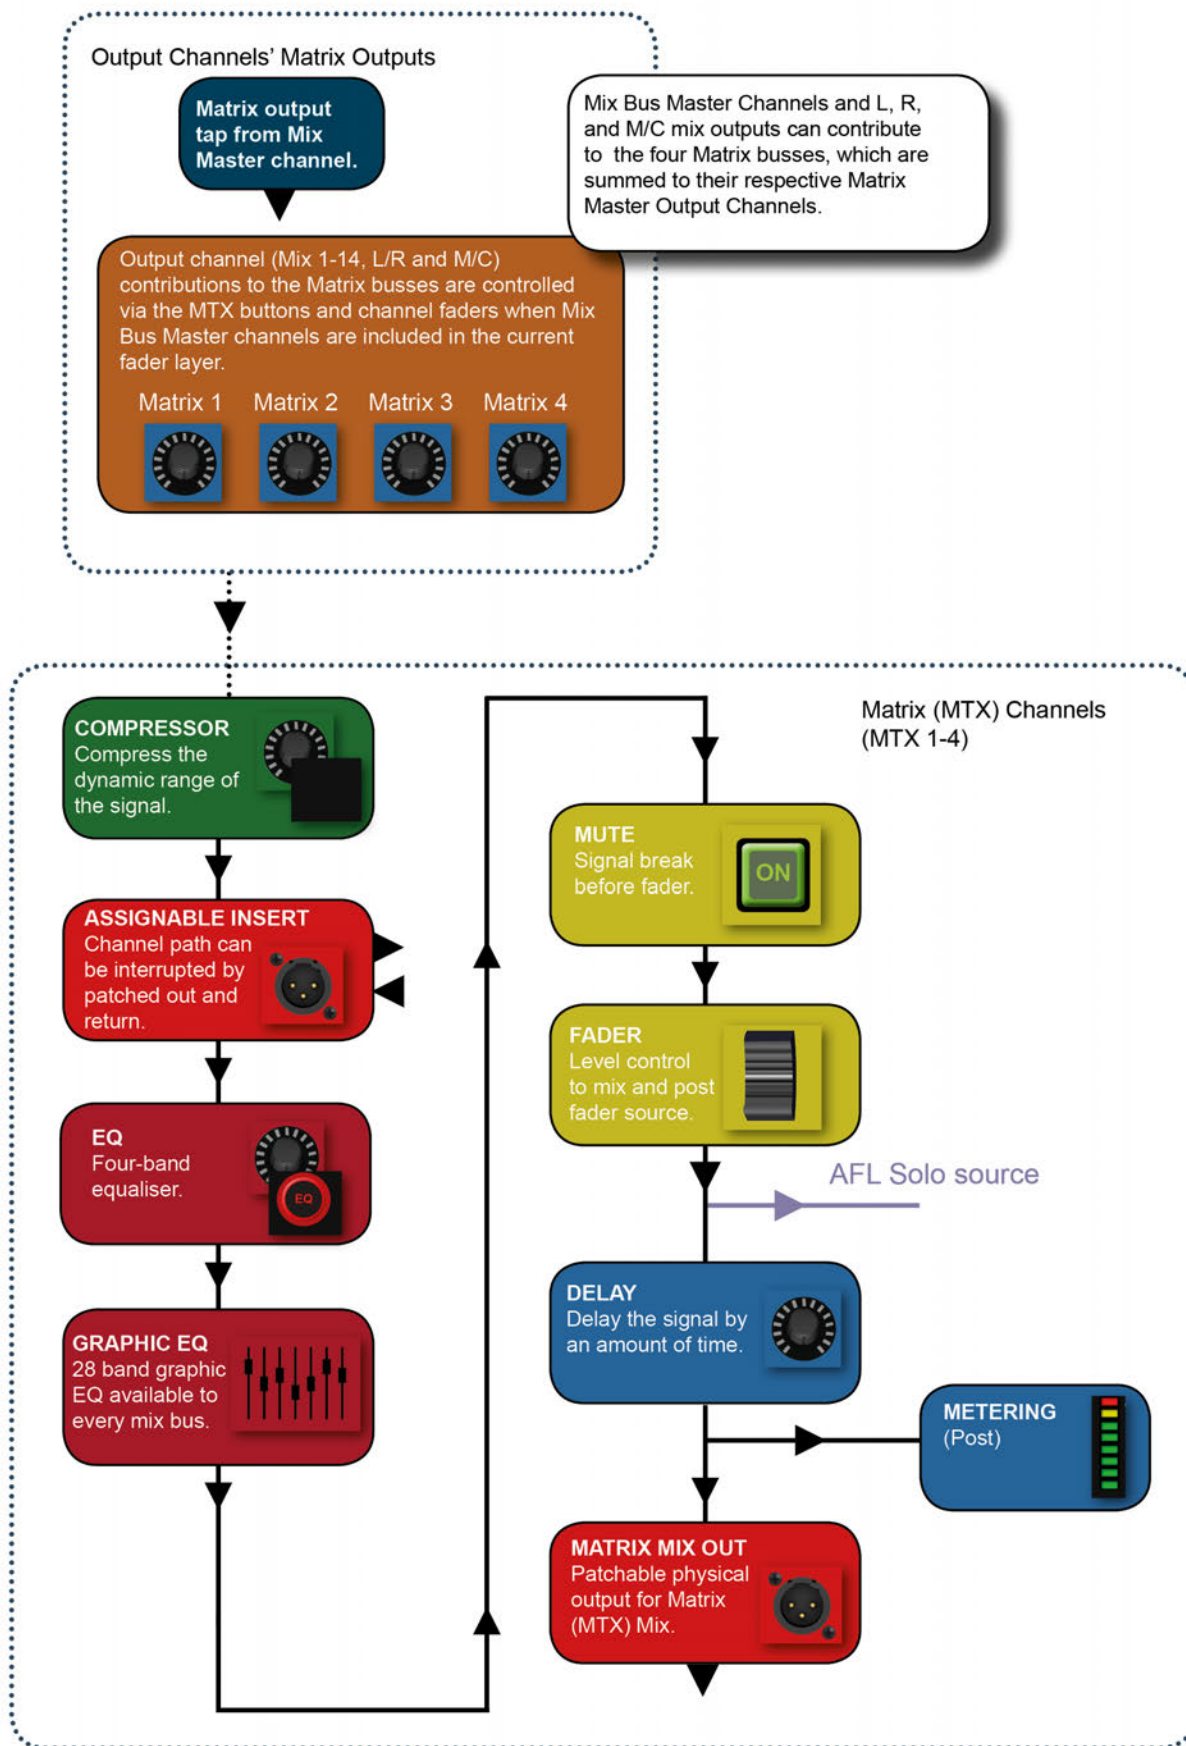 Output Channels' Matrix Outputs
Matrix output
tap from Mix
Master channel.
Mix Bus Master Channels and L, R,
and M/C mix outputs can contribute
to the four Matrix busses, which are
summed to their respective Matrix
Master Output Channels.
Output channel (Mix 1-14, L/R and M/C)
contributions to the Matrix busses are controlled
via the MTX buttons and channel faders when Mix
Bus Master channels are included in the current
fader layer.
Matrix 1 Matrix 2 Matrix 3 Matrix 4
Matrix (MTX) Channels
(MTX 1-4)
COMPRESSOR
Compress the
dynamic range of
the signal.
ASSIGNABLE INSERT
Channel path can
be interrupted by
patched out and
return.
EQ
Four-band
equaliser.
EQ
GRAPHIC EQ
28 band graphic
EQ available to
every mix bus.
MUTE
Signal break
before fader.
ON
FADER
Level control
to mix and post
fader source.
AFL Solo source
DELAY
Delay the signal by
an amount of time.
METERING
(Post)
MATRIX MIX OUT
Patchable physical
output for Matrix
(MTX) Mix.